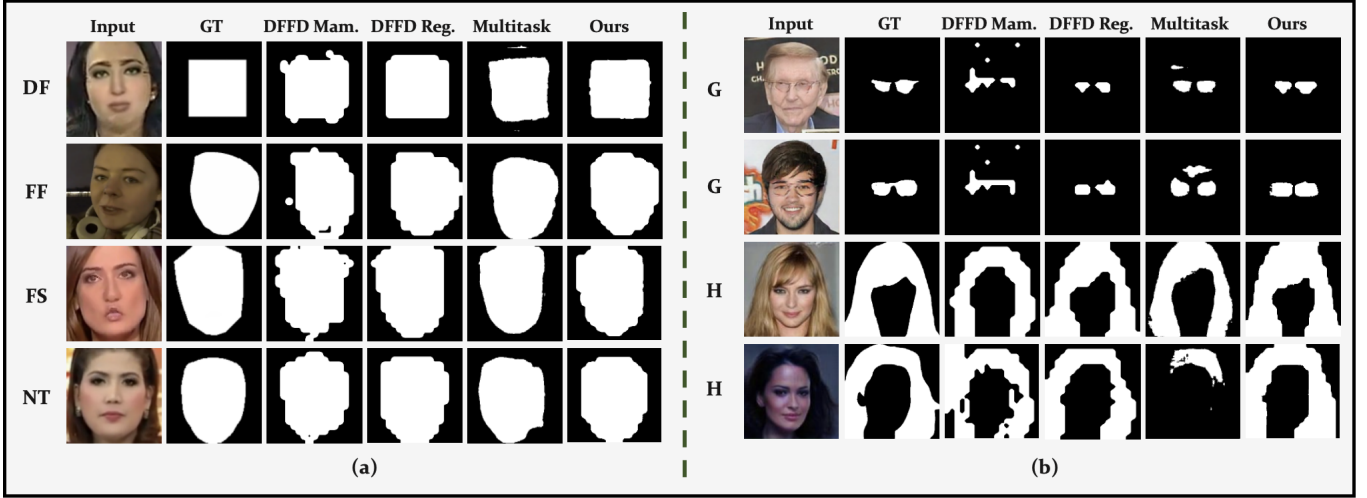 Input GT DFFD Mam. DFFD Reg. Multitask Ours
DF
FF
FS
NT
(a)
Input GT DFFD Mam. DFFD Reg. Multitask Ours
G
G
H
H
(b)